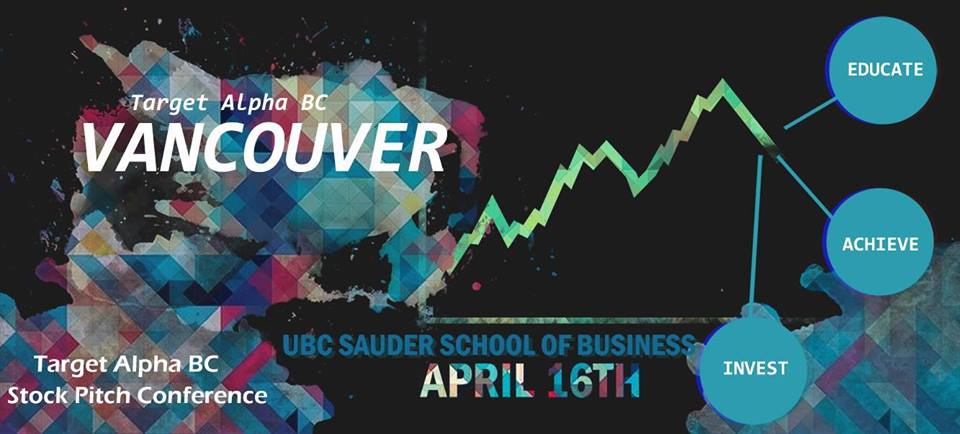 Target Alpha BC
VANCOUVER
EDUCATE
ACHIEVE
INVEST
UBC SAUDER SCHOOL OF BUSINESS
APRIL 16TH
Target Alpha BC
Stock Pitch Conference